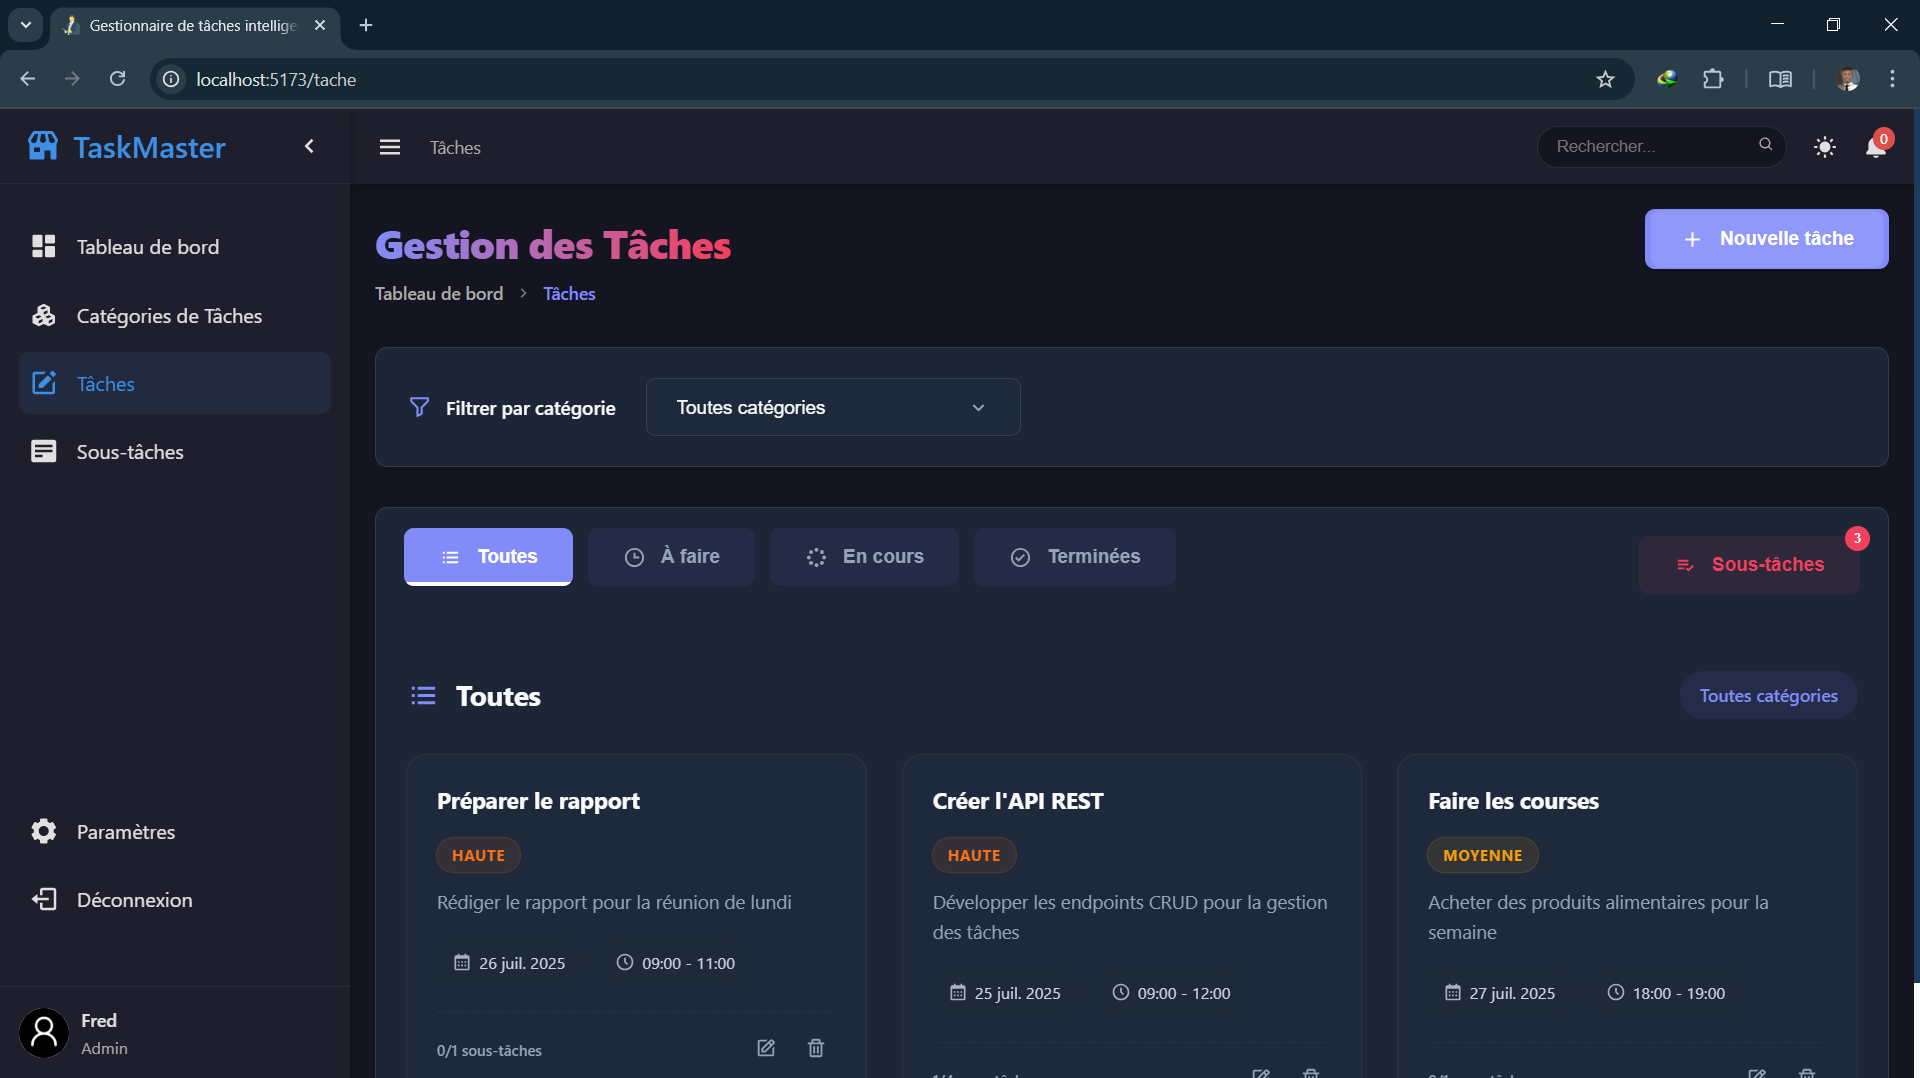 Gestionnaire de tâches intellige
localhost:5173/tache
TaskMaster
Tâches
Rechercher...
0
Tableau de bord
Catégories de Tâches
Tâches
Sous-tâches
Paramètres
Déconnexion
Fred
Admin
Gestion des Tâches
Nouvelle tâche
Tableau de bord > Tâches
Filtrer par catégorie
Toutes catégories
Toutes
À faire
En cours
Terminées
Sous-tâches
3
Toutes
Toutes catégories
Préparer le rapport
HAUTE
Rédiger le rapport pour la réunion de lundi
26 juil. 2025
09:00 - 11:00
0/1 sous-tâches
Créer l'API REST
HAUTE
Développer les endpoints CRUD pour la gestion
des tâches
25 juil. 2025
09:00 - 12:00
Faire les courses
MOYENNE
Acheter des produits alimentaires pour la
semaine
27 juil. 2025
18:00 - 19:00